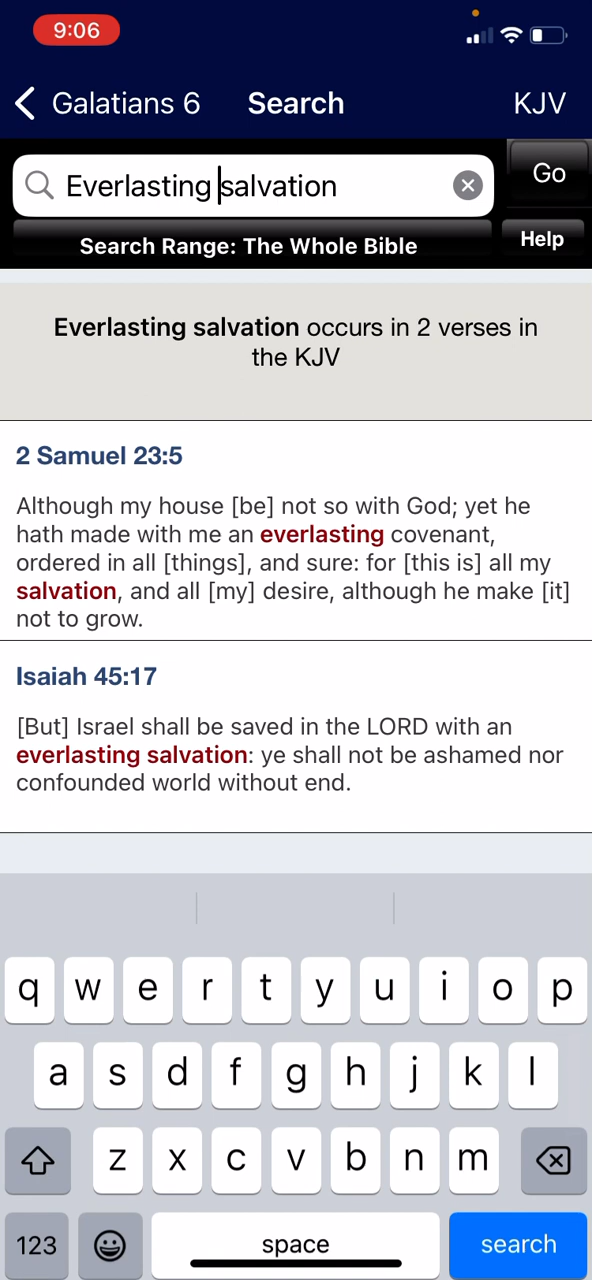 9:06
Galatians 6 Search KJV
Everlasting salvation Go
Search Range: The Whole Bible Help
Everlasting salvation occurs in 2 verses in
the KJV
2 Samuel 23:5
Although my house [be] not so with God; yet he
hath made with me an everlasting covenant,
ordered in all [things], and sure: for [this is] all my
salvation, and all [my] desire, although he make [it]
not to grow.
Isaiah 45:17
[But] Israel shall be saved in the LORD with an
everlasting salvation: ye shall not be ashamed nor
confounded world without end.
q w e r t y u i o p
a s d f g h j k l
z x c v b n m
123 space search